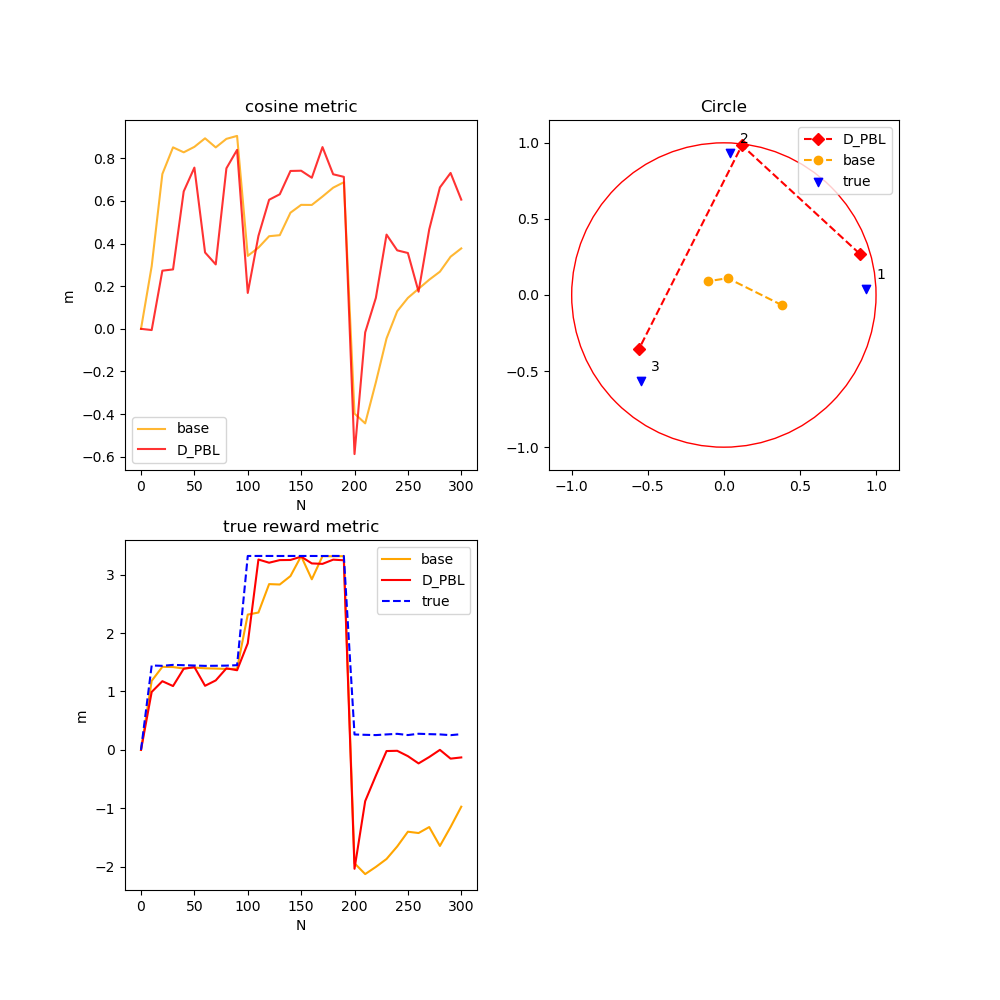 cosine metric
0.8
0.6
0.4
0.2
0.0
−0.2
−0.4
−0.6
m
base
D_PBL
0 50 100 150 200 250 300
N
Circle
1.0
0.5
0.0
−0.5
−1.0
2
1
3
D_PBL
base
true
−1.0 −0.5 0.0 0.5 1.0
true reward metric
3
2
1
0
−1
−2
m
base
D_PBL
true
0 50 100 150 200 250 300
N